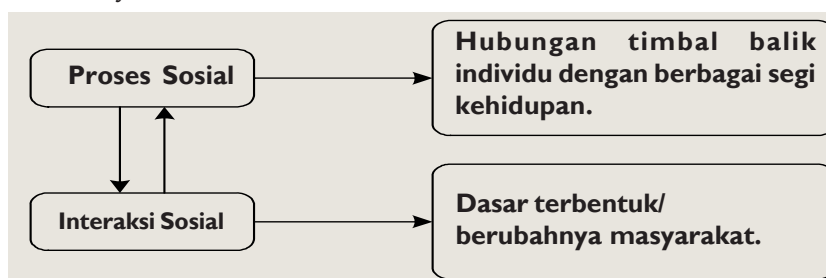 Proses Sosial
Hubungan timbal balik
individu dengan berbagai segi
kehidupan.
Interaksi Sosial
Dasar terbentuk/
berubahnya masyarakat.